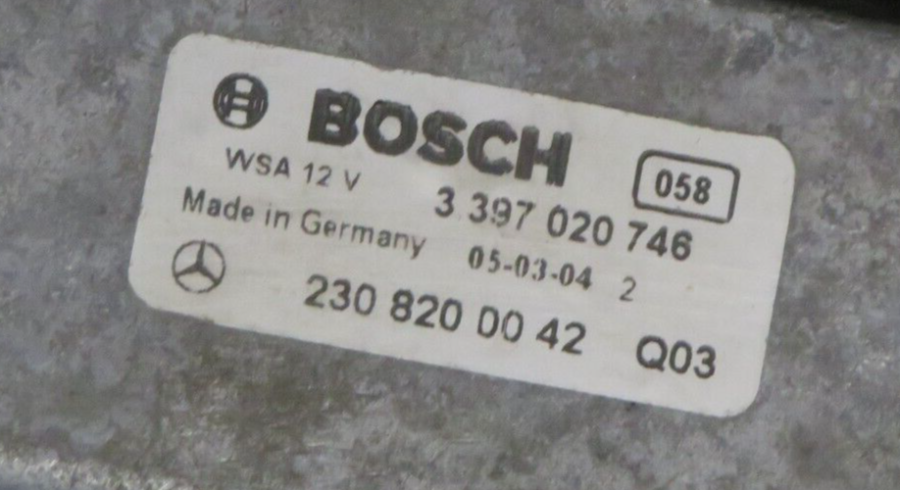 BOSCH
058
WSA 12 V
3 397 020 746
Made in Germany
05-03-04 2
230 820 00 42 Q03